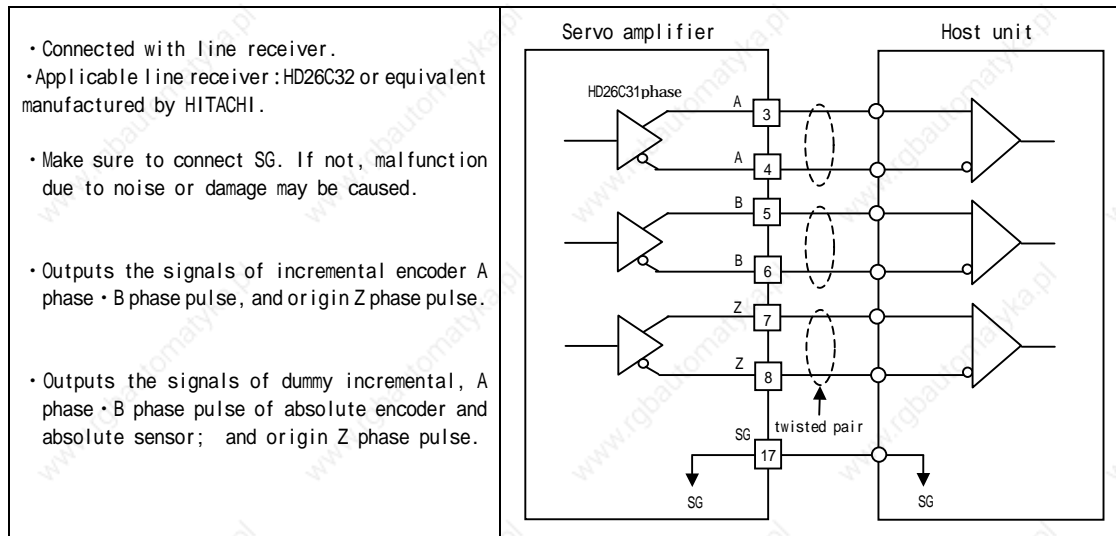 ・Connected with line receiver.
・Applicable line receiver:HD26C32 or equivalent
manufactured by HITACHI.
・Make sure to connect SG. If not, malfunction
due to noise or damage may be caused.
・Outputs the signals of incremental encoder A
phase・B phase pulse, and origin Z phase pulse.
・Outputs the signals of dummy incremental, A
phase・B phase pulse of absolute encoder and
absolute sensor; and origin Z phase pulse.
Servo amplifier
Host unit
HD26C31phase
A
3
A
4
B
5
B
6
Z
7
Z
8
twisted pair
SG
17
SG
SG
www.rgbautomatyka.pl